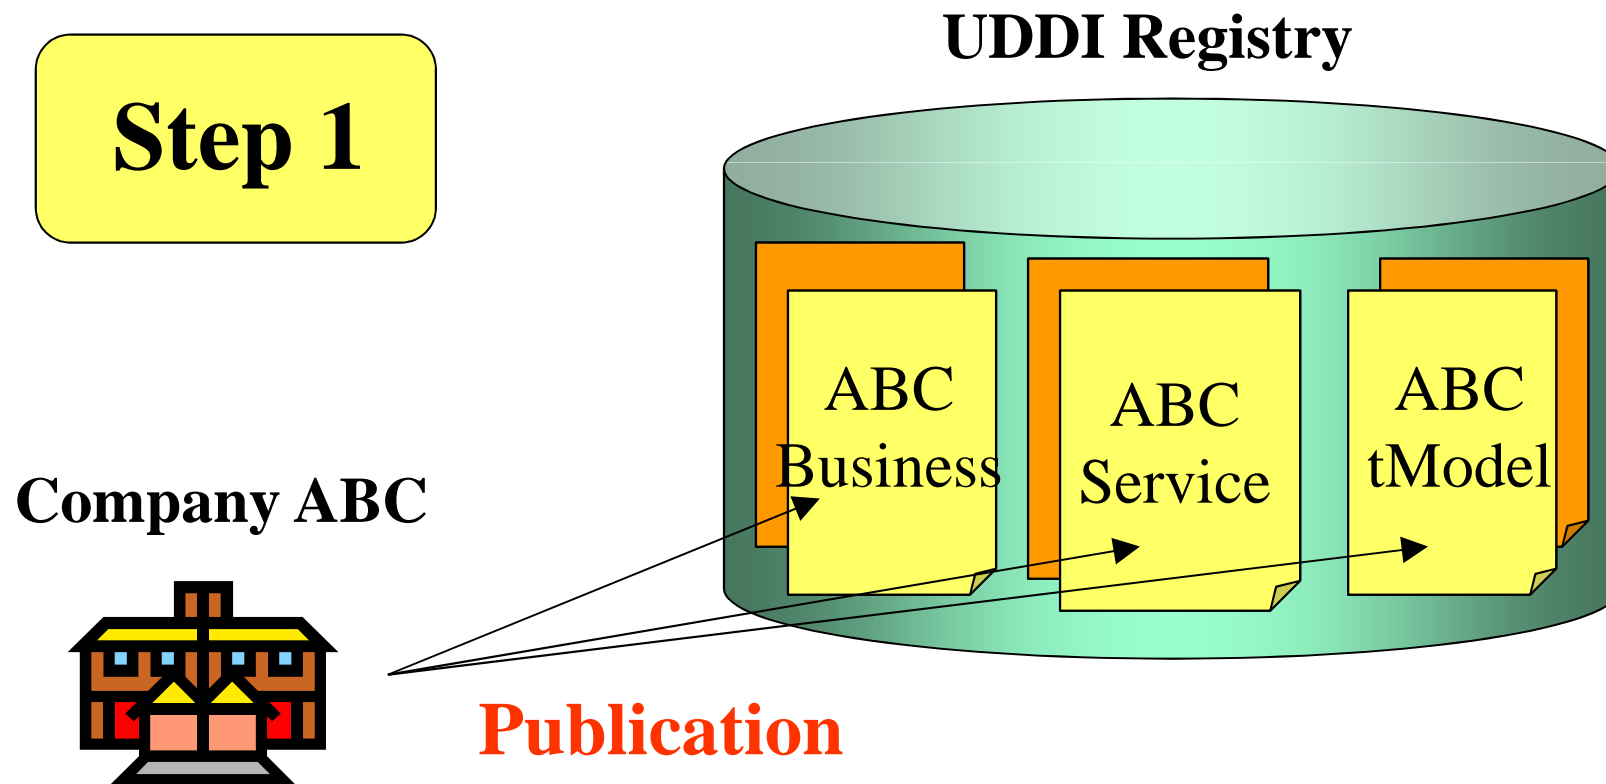 UDDI Registry
Step 1
ABC
Business
ABC
Service
ABC
tModel
Company ABC
Publication